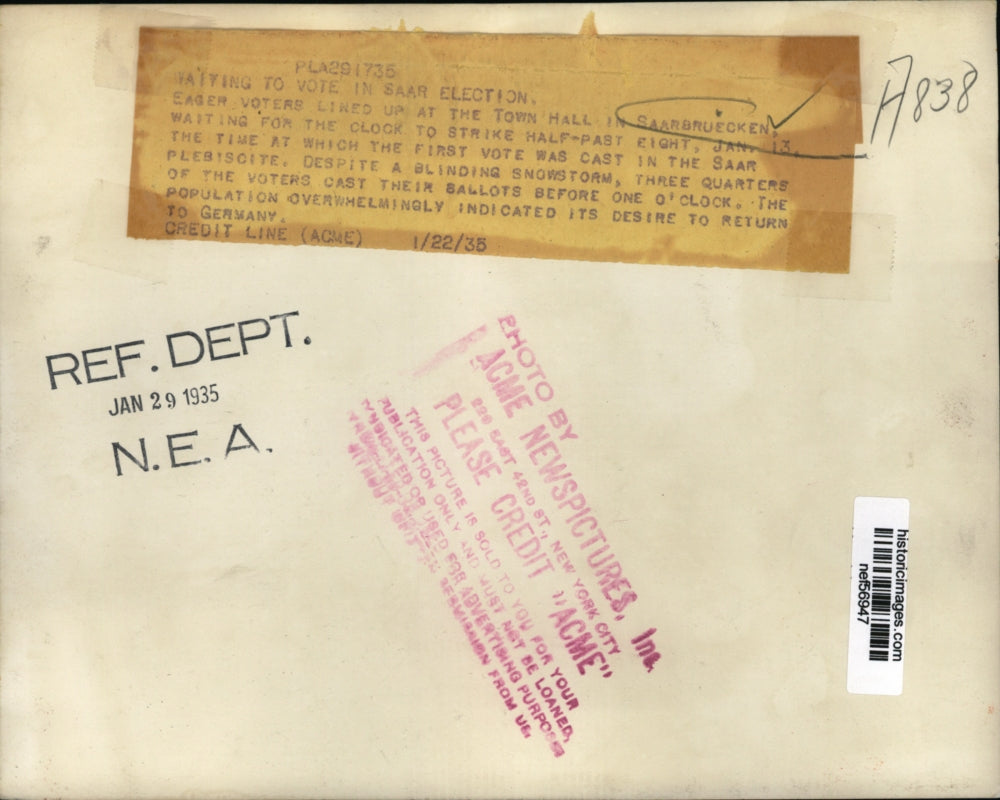 PLA291735
WAITING TO VOTE IN SAAR ELECTION.
EAGER VOTERS LINED UP AT THE TOWN HALL IN SAARBRUECKEN,
WAITING FOR THE CLOCK TO STRIKE HALF-PAST EIGHT, JAN. 13,
THE TIME AT WHICH THE FIRST VOTE WAS CAST IN THE SAAR
PLEBISCITE. DESPITE A BLINDING SNOWSTORM, THREE QUARTERS
OF THE VOTERS CAST THEIR BALLOTS BEFORE ONE O'CLOCK. THE
POPULATION OVERWHELMINGLY INDICATED ITS DESIRE TO RETURN
TO GERMANY.
CREDIT LINE (ACME) 1/22/35
A838
REF. DEPT.
JAN 29 1935
N.E.A.
PHOTO BY
ACME NEWSPICTURES, Inc
EAST 42ND ST., NEW YORK CITY
PLEASE CREDIT "ACME"
THIS PICTURE IS SOLD TO YOU FOR YOUR
PUBLICATION ONLY AND MUST NOT BE LOANED,
SYNDICATED OR USED FOR ADVERTISING PURPOSES
WITHOUT WRITTEN PERMISSION FROM US.
historicimages.com
nef56947